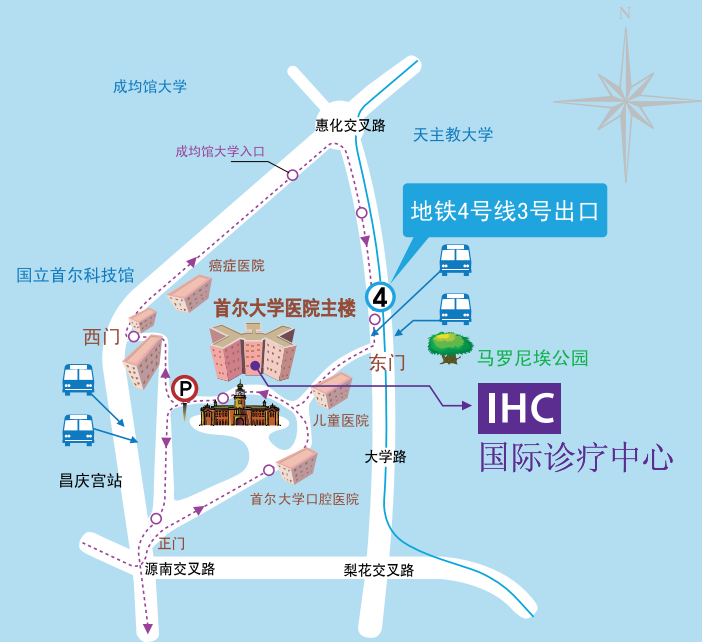 N
成均馆大学
惠化交叉路
天主教大学
成均馆大学入口
地铁4号线3号出口
国立首尔科技馆
癌症医院
4
首尔大学医院主楼
西门
东门
马罗尼埃公园
P
IHC
儿童医院
国际诊疗中心
大学路
昌庆宫站
首尔大学口腔医院
正门
源南交叉路
梨花交叉路